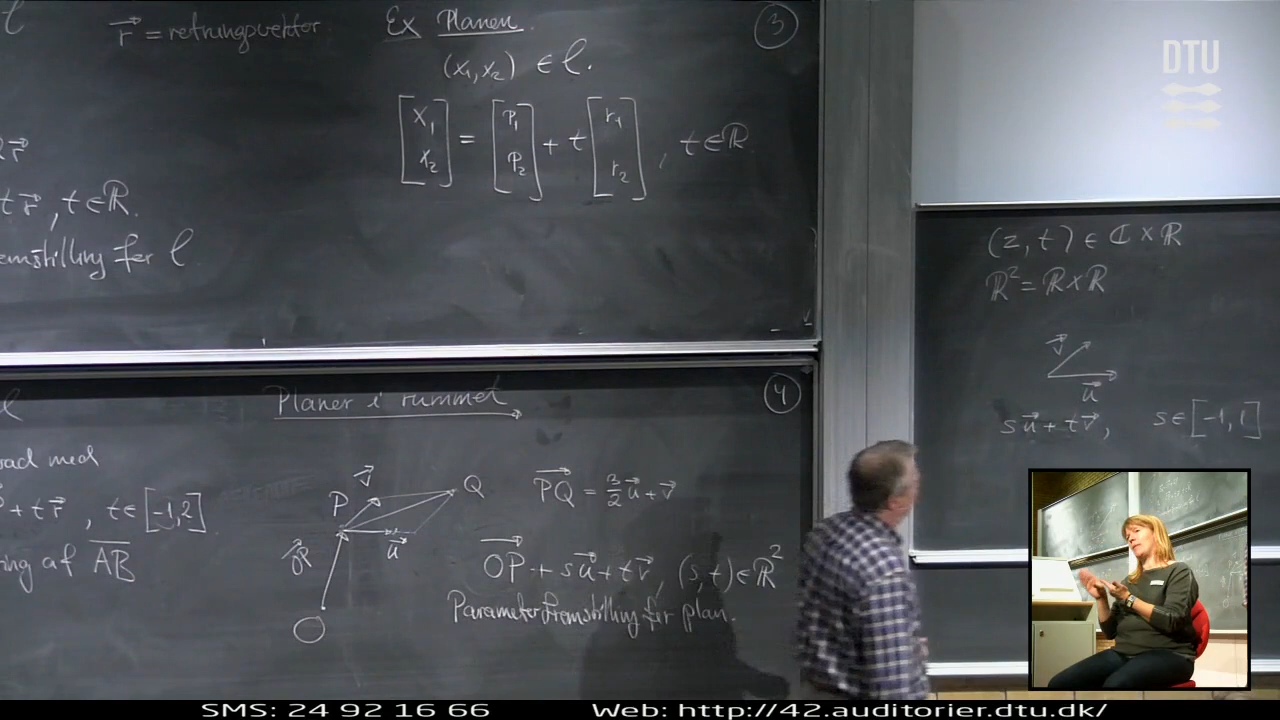 l
r⃗ = retningsvektor
Ex Planen.
3
(x₁,x₂) ∈ l.
[x₁ x₂] = [p₁ p₂] + t [r₁ r₂], t∈ℝ
r⃗
t r⃗, t∈ℝ.
emstilling for l
l
Planer i rummet
4
med
+ t r⃗, t∈[-1,2]
ing af AB
P
v⃗
Q
u⃗
PQ⃗ = 3/2 u⃗ + v⃗
OP⃗ + s u⃗ + t v⃗, (s,t)∈ℝ²
Parameterfremstilling for plan.
(z,t) ∈ ℂ×ℝ
ℝ² = ℝ×ℝ
v⃗
u⃗
s u⃗ + t v⃗, s∈[-1,1]
DTU
SMS: 24 92 16 66 Web: http://42.auditorier.dtu.dk/